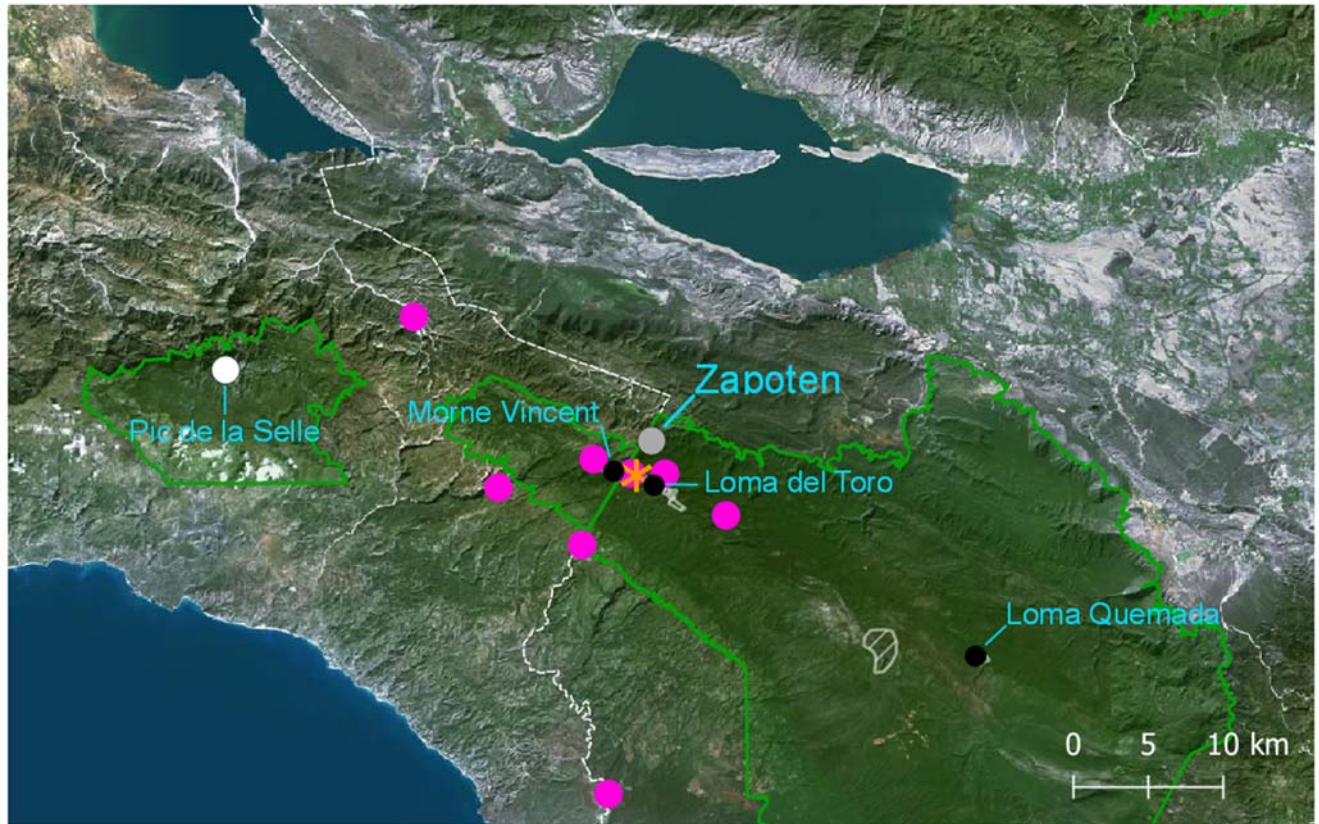 Zapoten
Morne Vincent
Pic de la Selle
Loma del Toro
Loma Quemada
0 5 10 km